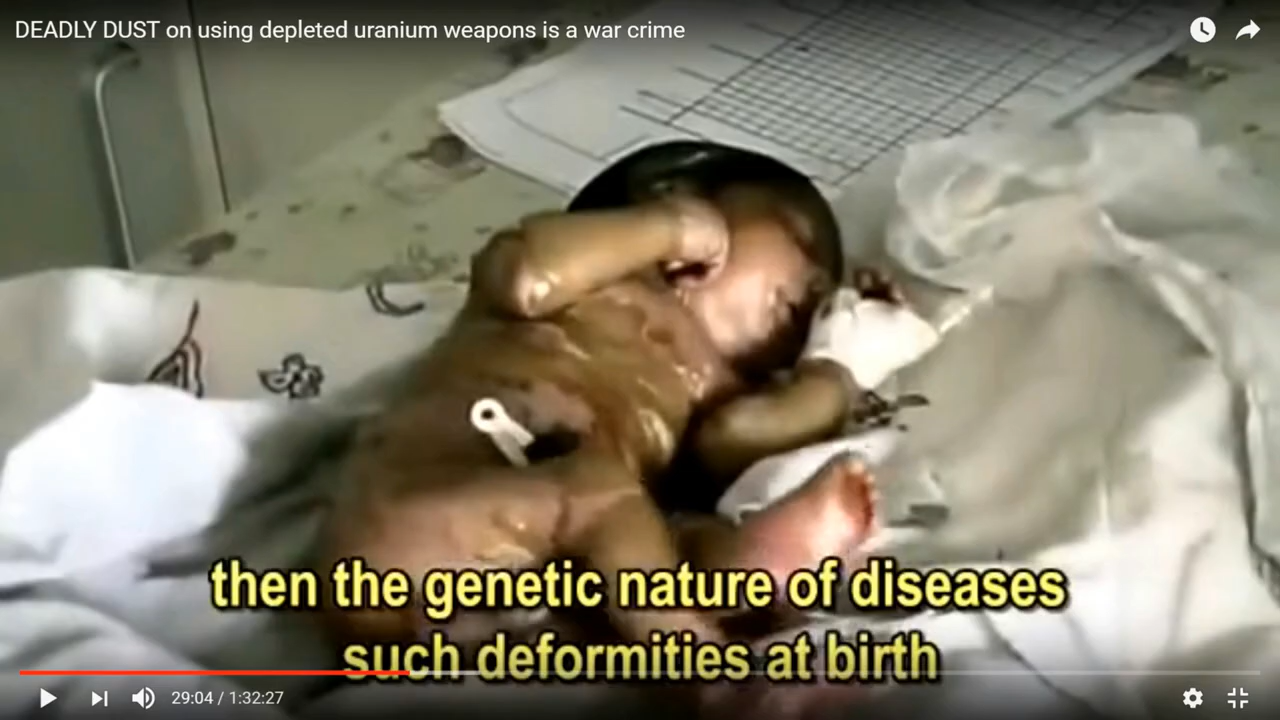 DEADLY DUST on using depleted uranium weapons is a war crime
then the genetic nature of diseases
such deformities at birth
29:04 / 1:32:27